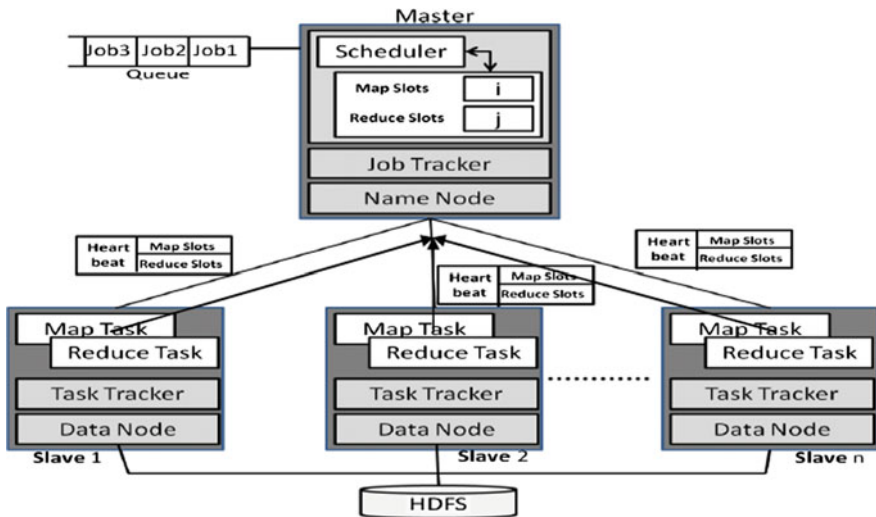 Master
Job3 Job2 Job1
Queue
Scheduler
Map Slots i
Reduce Slots j
Job Tracker
Name Node
Heart beat Map Slots Reduce Slots
Heart beat Map Slots Reduce Slots
Heart beat Map Slots Reduce Slots
Map Task
Reduce Task
Task Tracker
Data Node
Slave 1
Map Task
Reduce Task
Task Tracker
Data Node
Slave 2
Map Task
Reduce Task
Task Tracker
Data Node
Slave n
HDFS